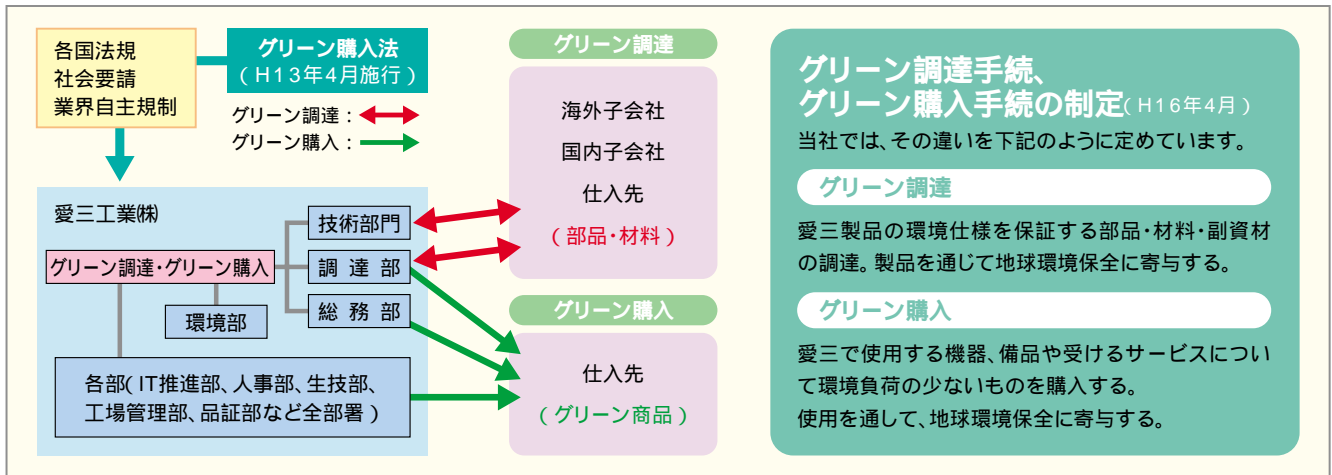 各国法規
社会要請
業界自主規制
グリーン購入法
(H13年4月施行)
グリーン調達:
グリーン購入:
愛三工業㈱
グリーン調達・グリーン購入
技術部門
調達部
総務部
環境部
各部(IT推進部、人事部、生技部、
工場管理部、品証部など全部署)
グリーン調達
海外子会社
国内子会社
仕入先
(部品・材料)
グリーン購入
仕入先
(グリーン商品)
グリーン調達手続、
グリーン購入手続の制定(H16年4月)
当社では、その違いを下記のように定めています。
グリーン調達
愛三製品の環境仕様を保証する部品・材料・副資材
の調達。製品を通じて地球環境保全に寄与する。
グリーン購入
愛三で使用する機器、備品や受けるサービスについ
て環境負荷の少ないものを購入する。
使用を通して、地球環境保全に寄与する。